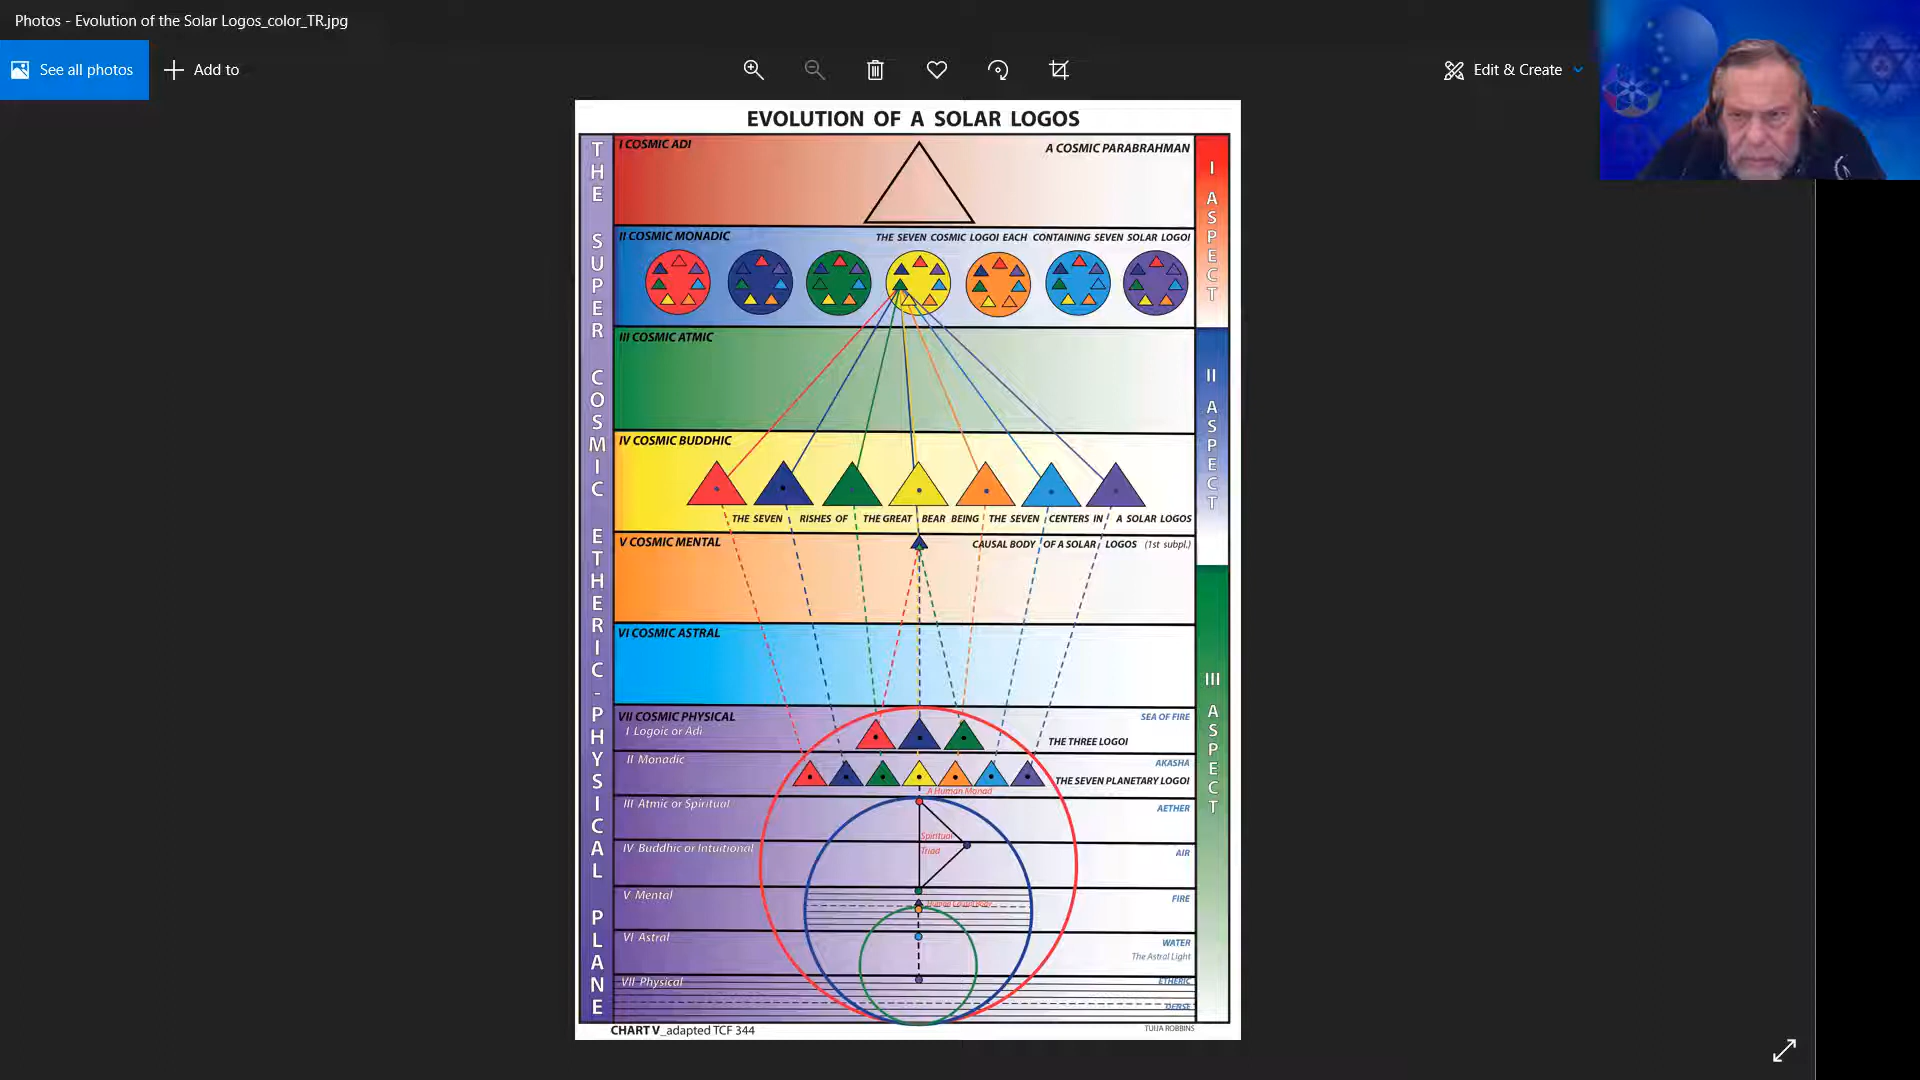 Photos - Evolution of the Solar Logos_color_TR.jpg
See all photos
Add to
Edit & Create
EVOLUTION OF A SOLAR LOGOS
THE SUPER COSMIC ETHERIC-PHYSICAL PLANE
I COSMIC ADI
A COSMIC PARABRAHMAN
I ASPECT
II COSMIC MONADIC
THE SEVEN COSMIC LOGOI EACH CONTAINING SEVEN SOLAR LOGOI
III COSMIC ATMIC
II ASPECT
IV COSMIC BUDDHIC
THE SEVEN RISHES OF THE GREAT BEAR BEING THE SEVEN CENTERS IN A SOLAR LOGOS
V COSMIC MENTAL
CAUSAL BODY OF A SOLAR LOGOS (1st subpl.)
VI COSMIC ASTRAL
III ASPECT
VII COSMIC PHYSICAL
SEA OF FIRE
I Logoic or Adi
THE THREE LOGOI
II Monadic
AKASHA
THE SEVEN PLANETARY LOGOI
A Human Monad
III Atmic or Spiritual
AETHER
Spiritual
Triad
IV Buddhic or Intuitional
AIR
V Mental
FIRE
Human Causal Body
VI Astral
WATER
The Astral Light
VII Physical
ETHERIC
DENSE
CHART V_adapted TCF 344
TUIJA ROBBINS